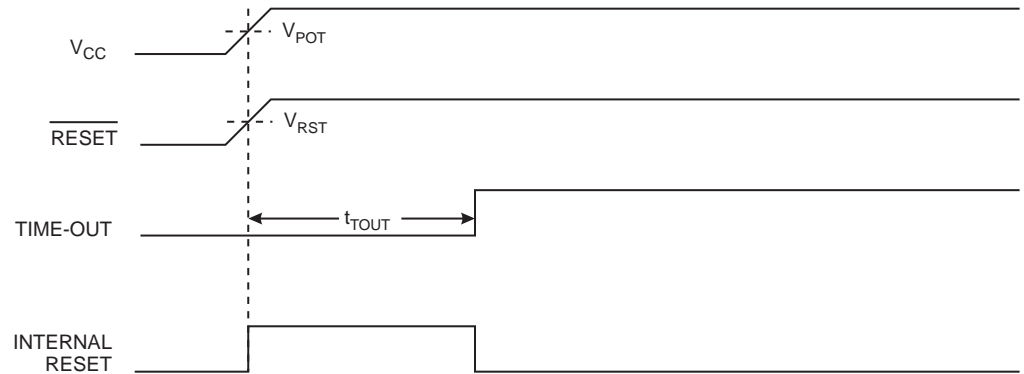 V_CC
V_POT
RESET
V_RST
TIME-OUT
t_TOUT
INTERNAL
RESET